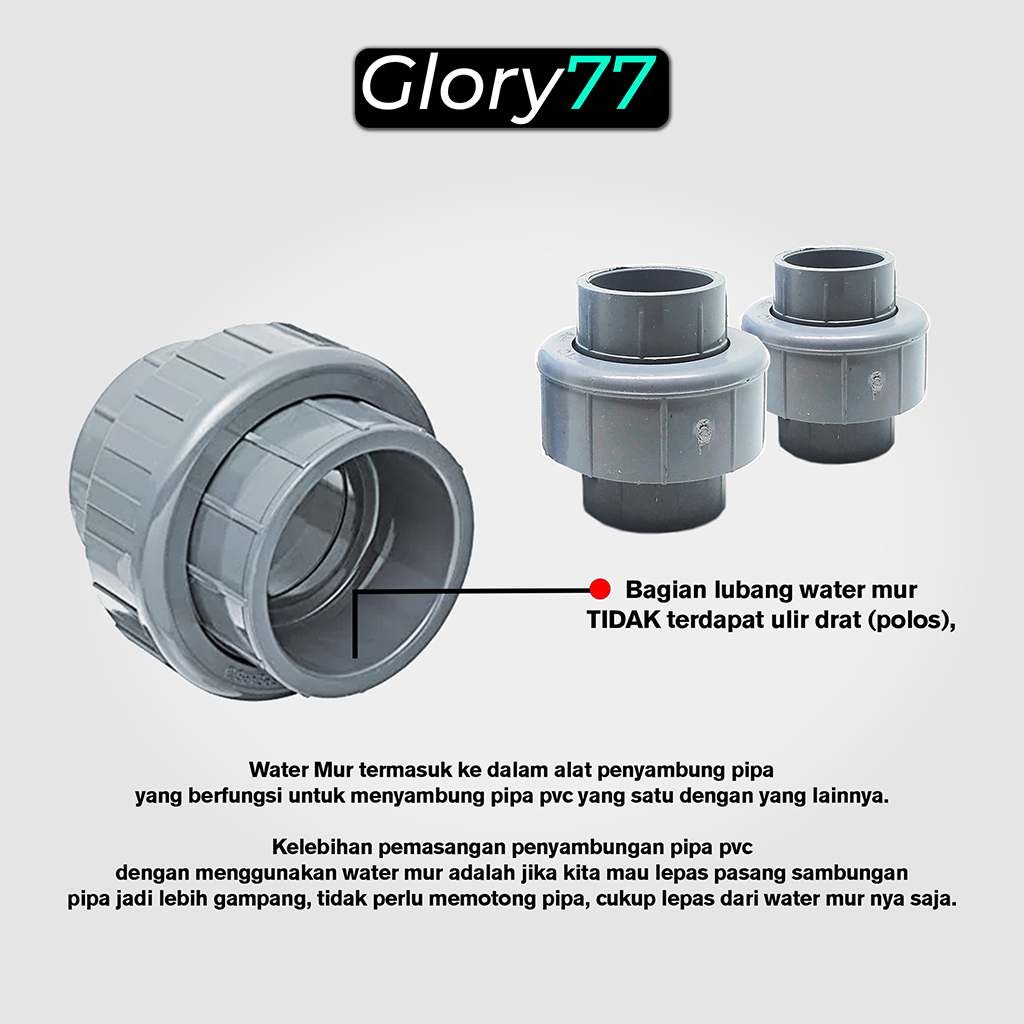 Glory77
Bagian lubang water mur
TIDAK terdapat ulir drat (polos),
Water Mur termasuk ke dalam alat penyambung pipa
yang berfungsi untuk menyambung pipa pvc yang satu dengan yang lainnya.
Kelebihan pemasangan penyambungan pipa pvc
dengan menggunakan water mur adalah jika kita mau lepas pasang sambungan
pipa jadi lebih gampang, tidak perlu memotong pipa, cukup lepas dari water mur nya saja.